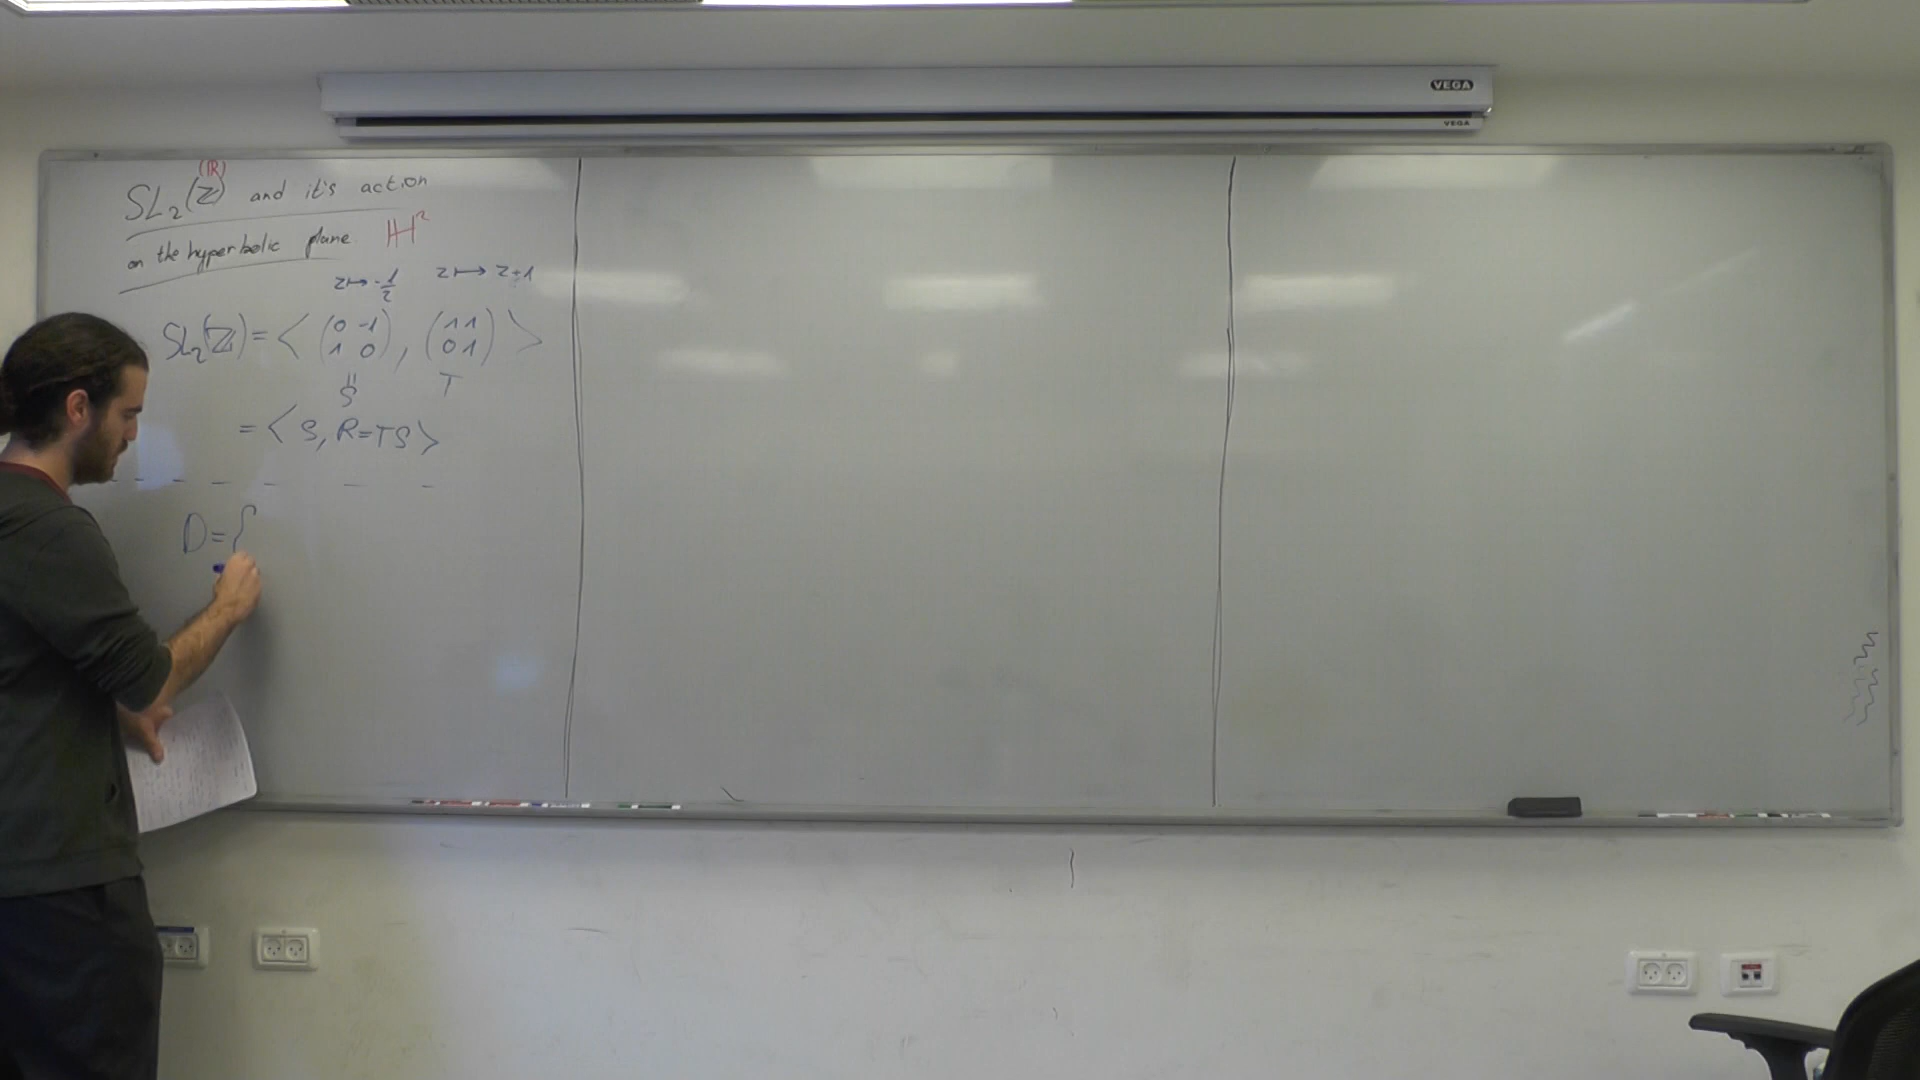 VEGA
VEGA
(ℝ)
SL₂(ℤ) and it's action
on the hyperbolic plane ℍ²
z ↦ -1/z   z ↦ z+1
SL₂(ℤ) = < (0 -1; 1 0), (1 1; 0 1) >
= S   T
= < S, R=TS >
D = {